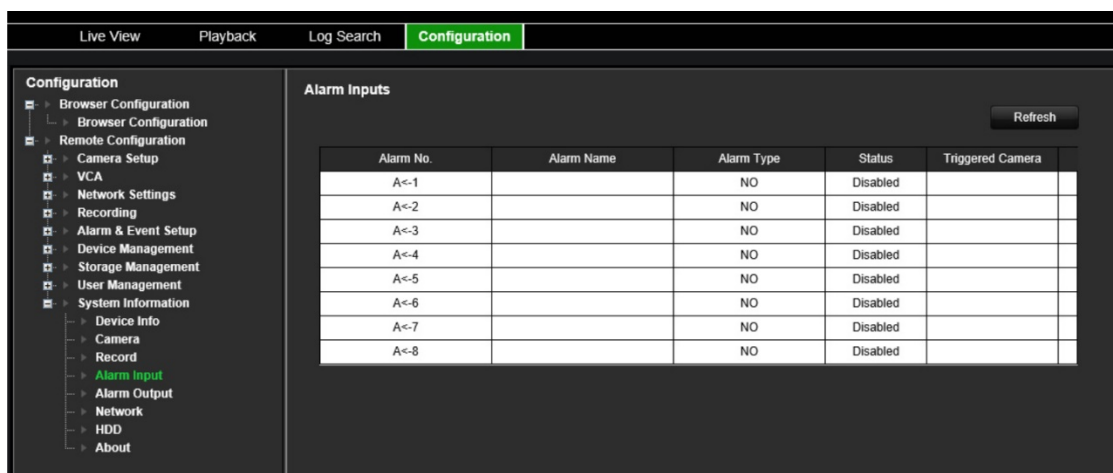 Live View Playback Log Search Configuration
Configuration
Browser Configuration
Browser Configuration
Remote Configuration
Camera Setup
VCA
Network Settings
Recording
Alarm & Event Setup
Device Management
Storage Management
User Management
System Information
Device Info
Camera
Record
Alarm Input
Alarm Output
Network
HDD
About
Alarm Inputs
Refresh
Alarm No. Alarm Name Alarm Type Status Triggered Camera
A<-1 NO Disabled
A<-2 NO Disabled
A<-3 NO Disabled
A<-4 NO Disabled
A<-5 NO Disabled
A<-6 NO Disabled
A<-7 NO Disabled
A<-8 NO Disabled